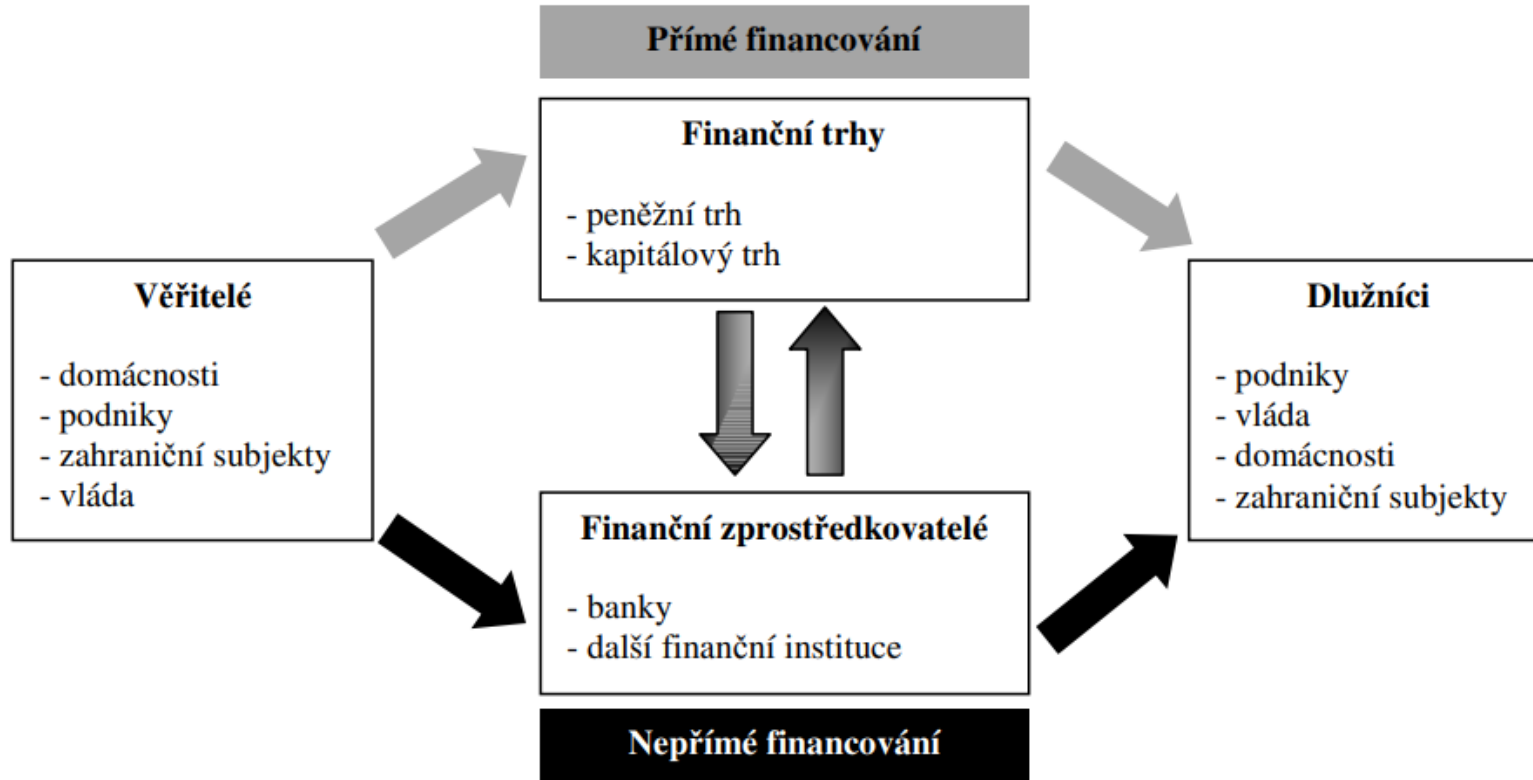 Přímé financování
Finanční trhy
- peněžní trh
- kapitálový trh
Věřitelé
- domácnosti
- podniky
- zahraniční subjekty
- vláda
Dlužníci
- podniky
- vláda
- domácnosti
- zahraniční subjekty
Finanční zprostředkovatelé
- banky
- další finanční instituce
Nepřímé financování